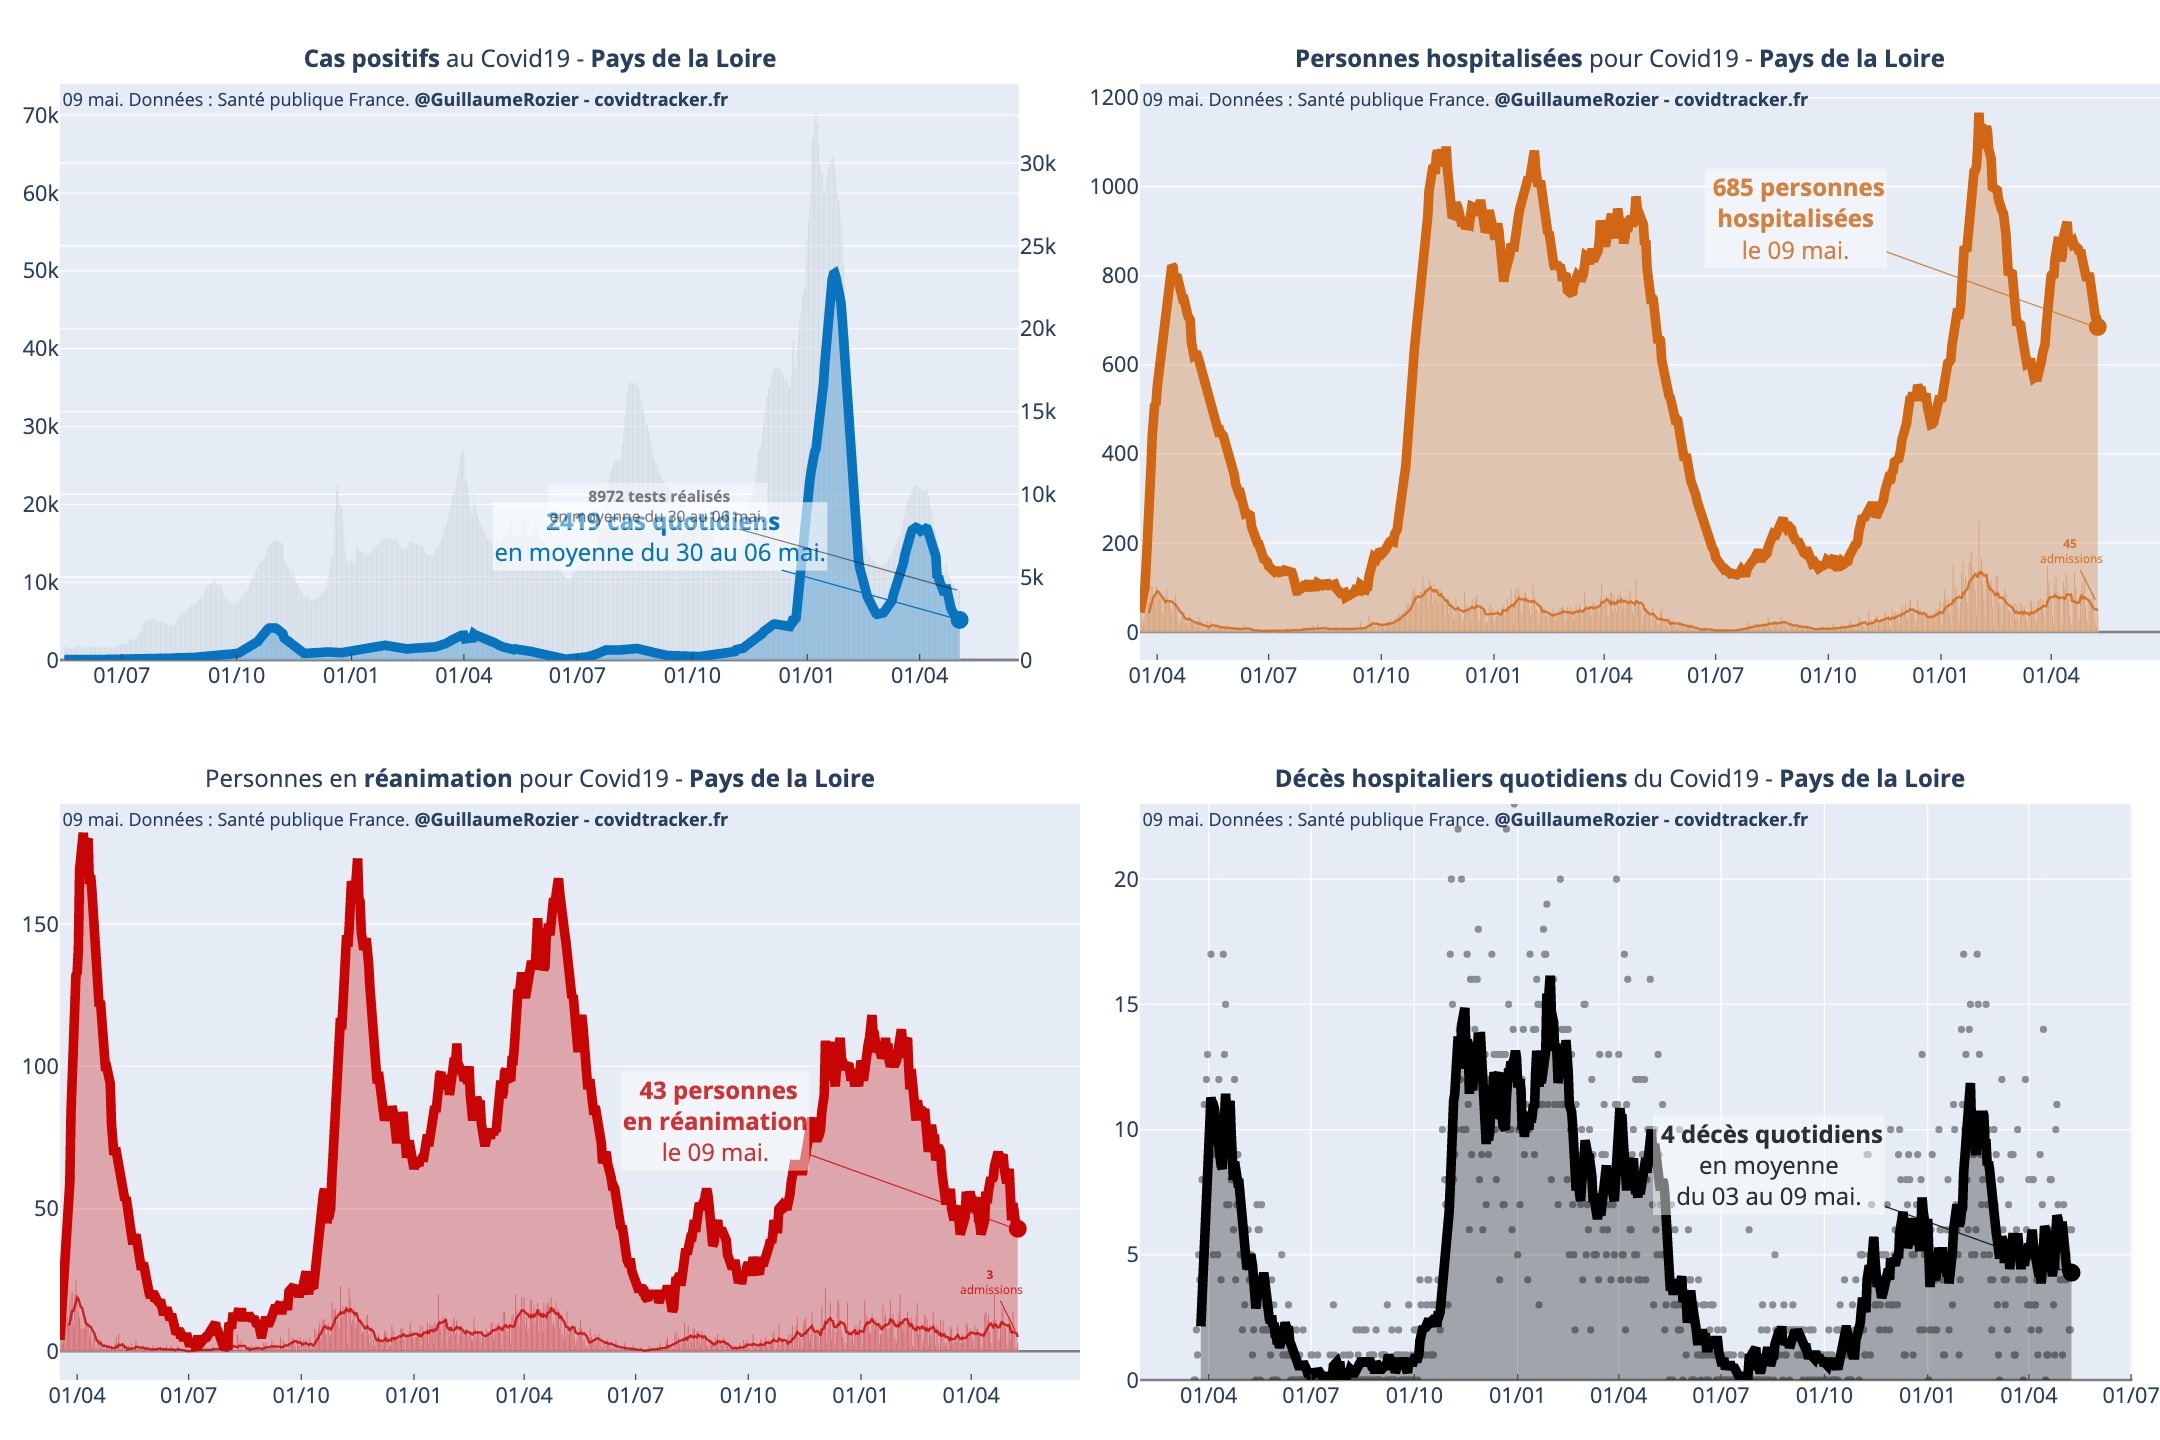 Cas positifs au Covid19 - Pays de la Loire
09 mai. Données : Santé publique France. @GuillaumeRozier - covidtracker.fr
70k
60k
50k
40k
30k
20k
10k
0
30k
25k
20k
15k
10k
5k
0
8972 tests réalisés
en moyenne du 30 au 06 mai.
2419 cas quotidiens
en moyenne du 30 au 06 mai.
01/07 01/10 01/01 01/04 01/07 01/10 01/01 01/04
Personnes hospitalisées pour Covid19 - Pays de la Loire
09 mai. Données : Santé publique France. @GuillaumeRozier - covidtracker.fr
1200
1000
800
600
400
200
0
685 personnes
hospitalisées
le 09 mai.
45
admissions
01/04 01/07 01/10 01/01 01/04 01/07 01/10 01/01 01/04
Personnes en réanimation pour Covid19 - Pays de la Loire
09 mai. Données : Santé publique France. @GuillaumeRozier - covidtracker.fr
150
100
50
0
43 personnes
en réanimation
le 09 mai.
3
admissions
01/04 01/07 01/10 01/01 01/04 01/07 01/10 01/01 01/04
Décès hospitaliers quotidiens du Covid19 - Pays de la Loire
09 mai. Données : Santé publique France. @GuillaumeRozier - covidtracker.fr
20
15
10
5
0
4 décès quotidiens
en moyenne
du 03 au 09 mai.
01/04 01/07 01/10 01/01 01/04 01/07 01/10 01/01 01/04 01/07